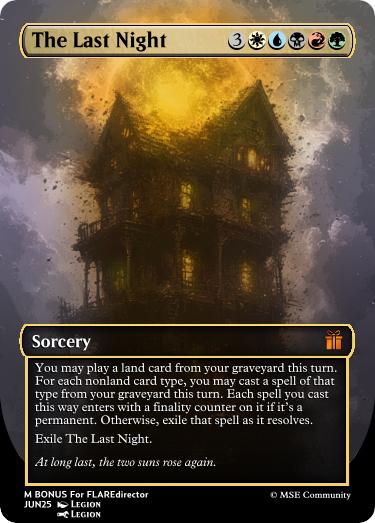 The Last Night 3
Sorcery
You may play a land card from your graveyard this turn.
For each nonland card type, you may cast a spell of that
type from your graveyard this turn. Each spell you cast
this way enters with a finality counter on it if it's a
permanent. Otherwise, exile that spell as it resolves.
Exile The Last Night.
At long last, the two suns rose again.
M BONUS For FLAREdirector
© MSE Community
JUN25 Legion
Legion